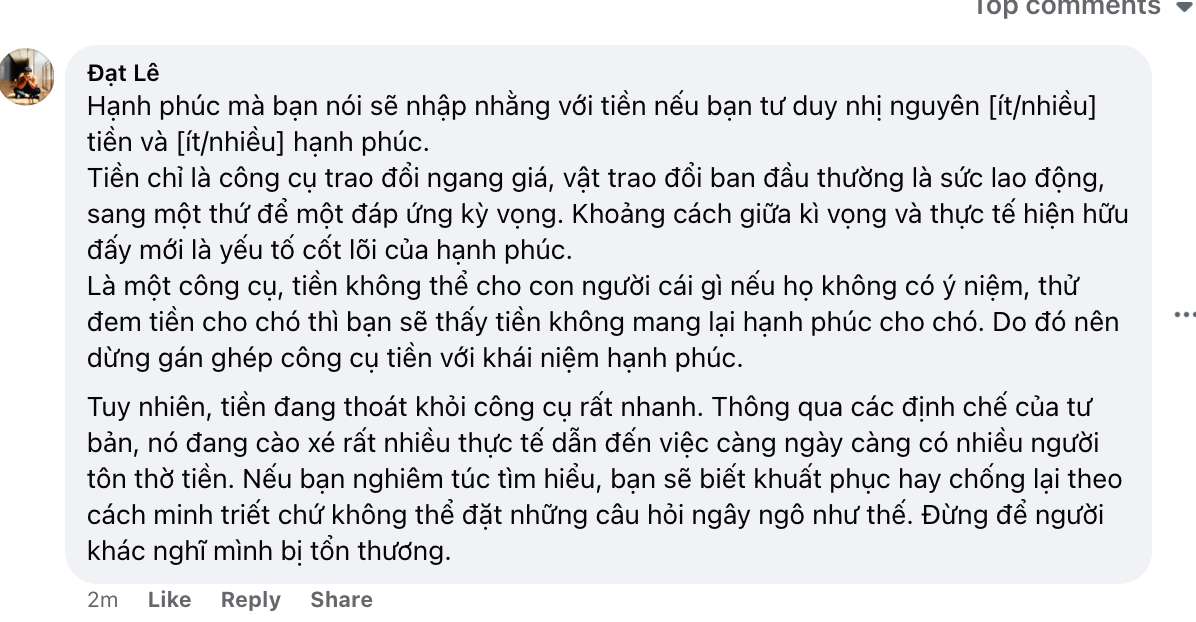 Top comments
Đạt Lê
Hạnh phúc mà bạn nói sẽ nhập nhằng với tiền nếu bạn tư duy nhị nguyên [ít/nhiều]
tiền và [ít/nhiều] hạnh phúc.
Tiền chỉ là công cụ trao đổi ngang giá, vật trao đổi ban đầu thường là sức lao động,
sang một thứ để một đáp ứng kỳ vọng. Khoảng cách giữa kì vọng và thực tế hiện hữu
đấy mới là yếu tố cốt lõi của hạnh phúc.
Là một công cụ, tiền không thể cho con người cái gì nếu họ không có ý niệm, thử
đem tiền cho chó thì bạn sẽ thấy tiền không mang lại hạnh phúc cho chó. Do đó nên
dừng gán ghép công cụ tiền với khái niệm hạnh phúc.
Tuy nhiên, tiền đang thoát khỏi công cụ rất nhanh. Thông qua các định chế của tư
bản, nó đang cào xé rất nhiều thực tế dẫn đến việc càng ngày càng có nhiều người
tôn thờ tiền. Nếu bạn nghiêm túc tìm hiểu, bạn sẽ biết khuất phục hay chống lại theo
cách minh triết chứ không thể đặt những câu hỏi ngây ngô như thế. Đừng để người
khác nghĩ mình bị tổn thương.
2m Like Reply Share